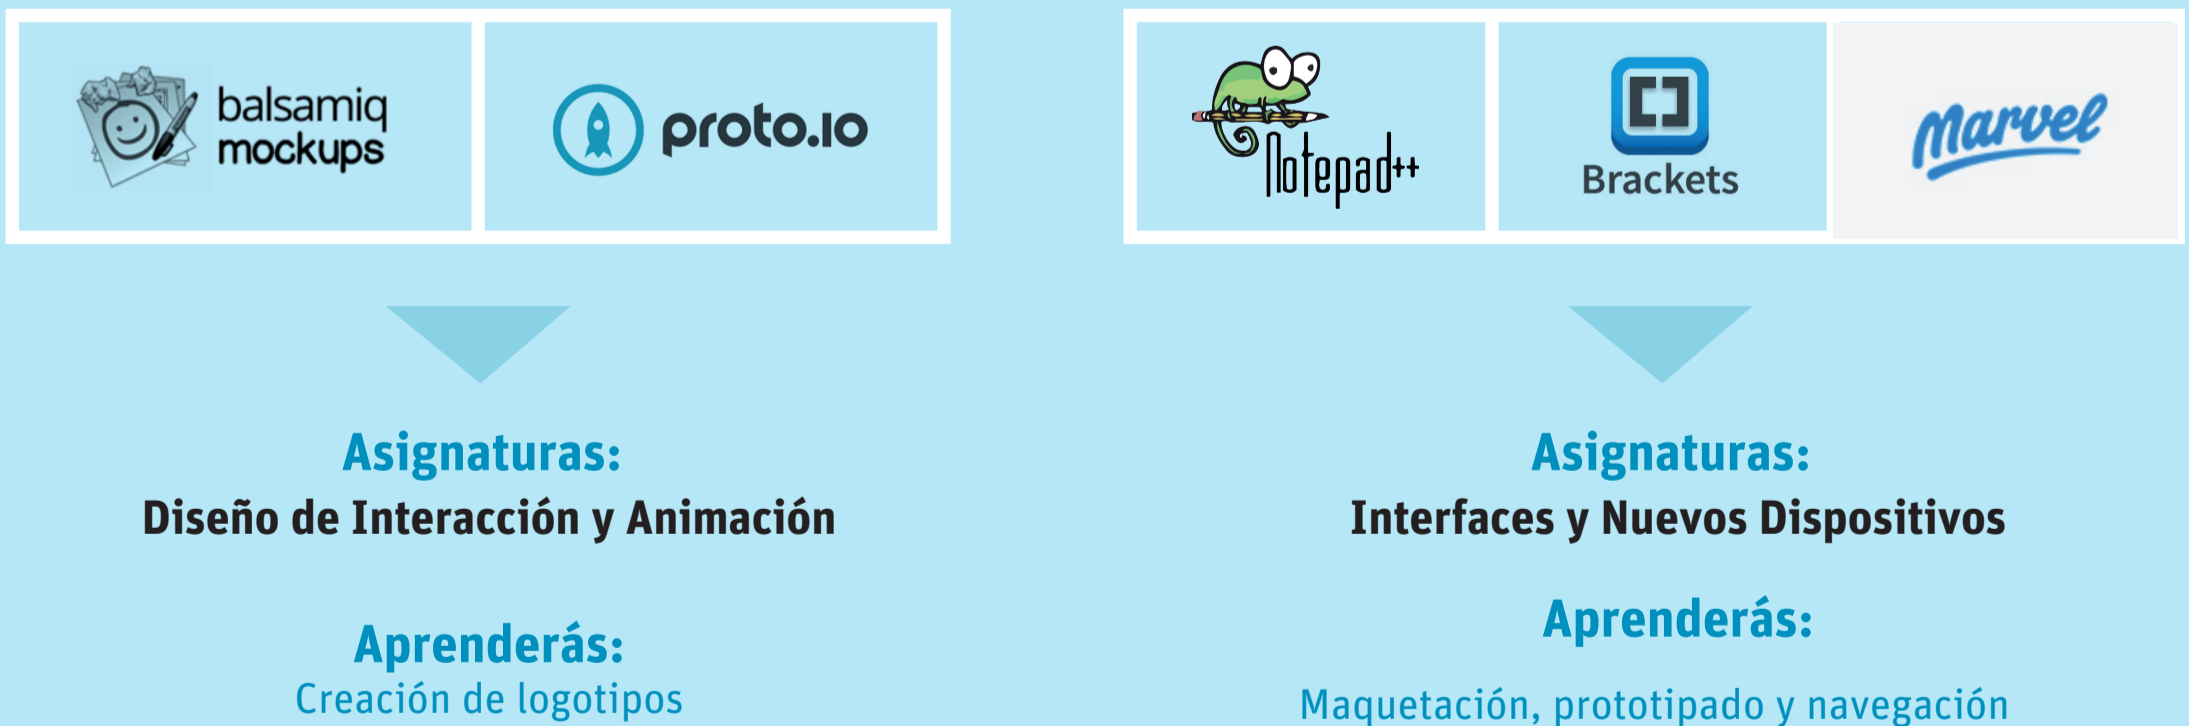 balsamiq
mockups
proto.io
Asignaturas:
Diseño de Interacción y Animación
Aprenderás:
Creación de logotipos
Notepad++
Brackets
Marvel
Asignaturas:
Interfaces y Nuevos Dispositivos
Aprenderás:
Maquetación, prototipado y navegación